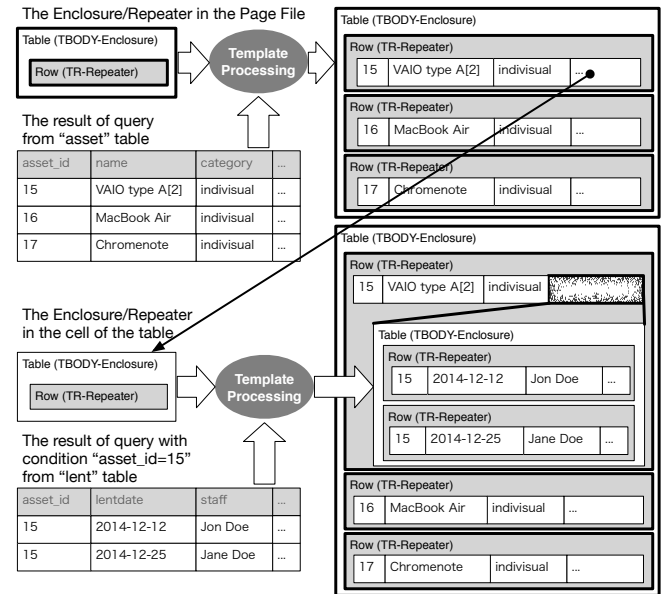 The Enclosure/Repeater in the Page File
Table (TBODY-Enclosure)
Row (TR-Repeater)
Template
Processing
Table (TBODY-Enclosure)
Row (TR-Repeater)
15 VAIO type A[2] indivisual ...
Row (TR-Repeater)
16 MacBook Air indivisual ...
Row (TR-Repeater)
17 Chromenote indivisual ...
The result of query
from “asset” table
asset_id name category ...
15 VAIO type A[2] indivisual ...
16 MacBook Air indivisual ...
17 Chromenote indivisual ...
The Enclosure/Repeater
in the cell of the table
Table (TBODY-Enclosure)
Row (TR-Repeater)
Template
Processing
The result of query with
condition “asset_id=15”
from “lent” table
asset_id lentdate staff ...
15 2014-12-12 Jon Doe ...
15 2014-12-25 Jane Doe ...
Table (TBODY-Enclosure)
Row (TR-Repeater)
15 VAIO type A[2] indivisual
Table (TBODY-Enclosure)
Row (TR-Repeater)
15 2014-12-12 Jon Doe ...
Row (TR-Repeater)
15 2014-12-25 Jane Doe ...
Row (TR-Repeater)
16 MacBook Air indivisual ...
Row (TR-Repeater)
17 Chromenote indivisual ...